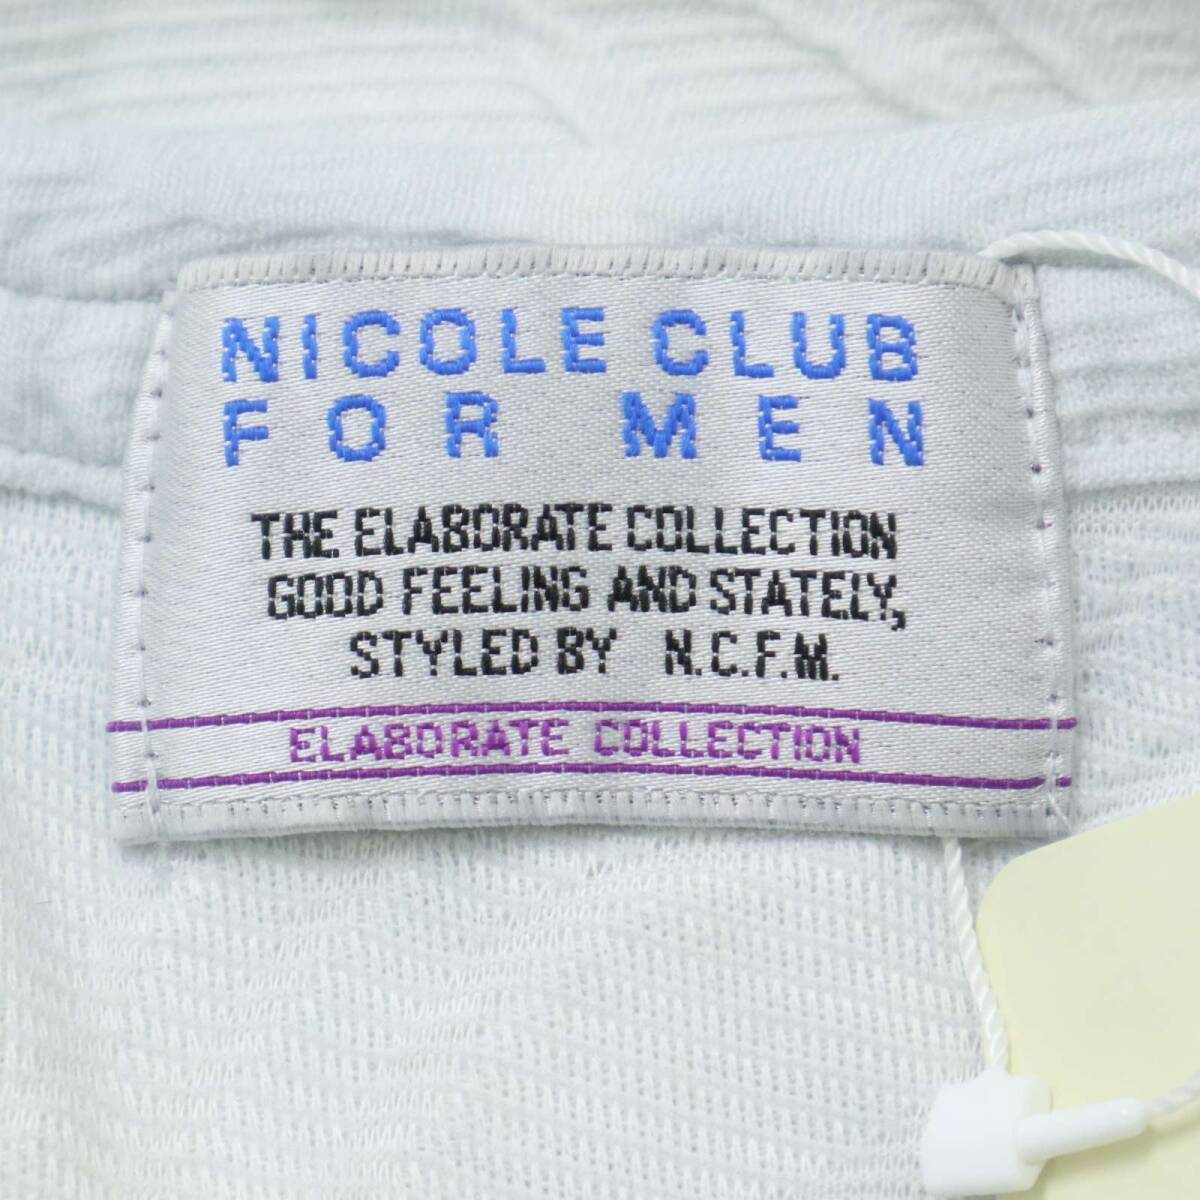 NICOLE CLUB
FOR MEN
THE ELABORATE COLLECTION
GOOD FEELING AND STATELY,
STYLED BY N.C.F.M.
ELABORATE COLLECTION